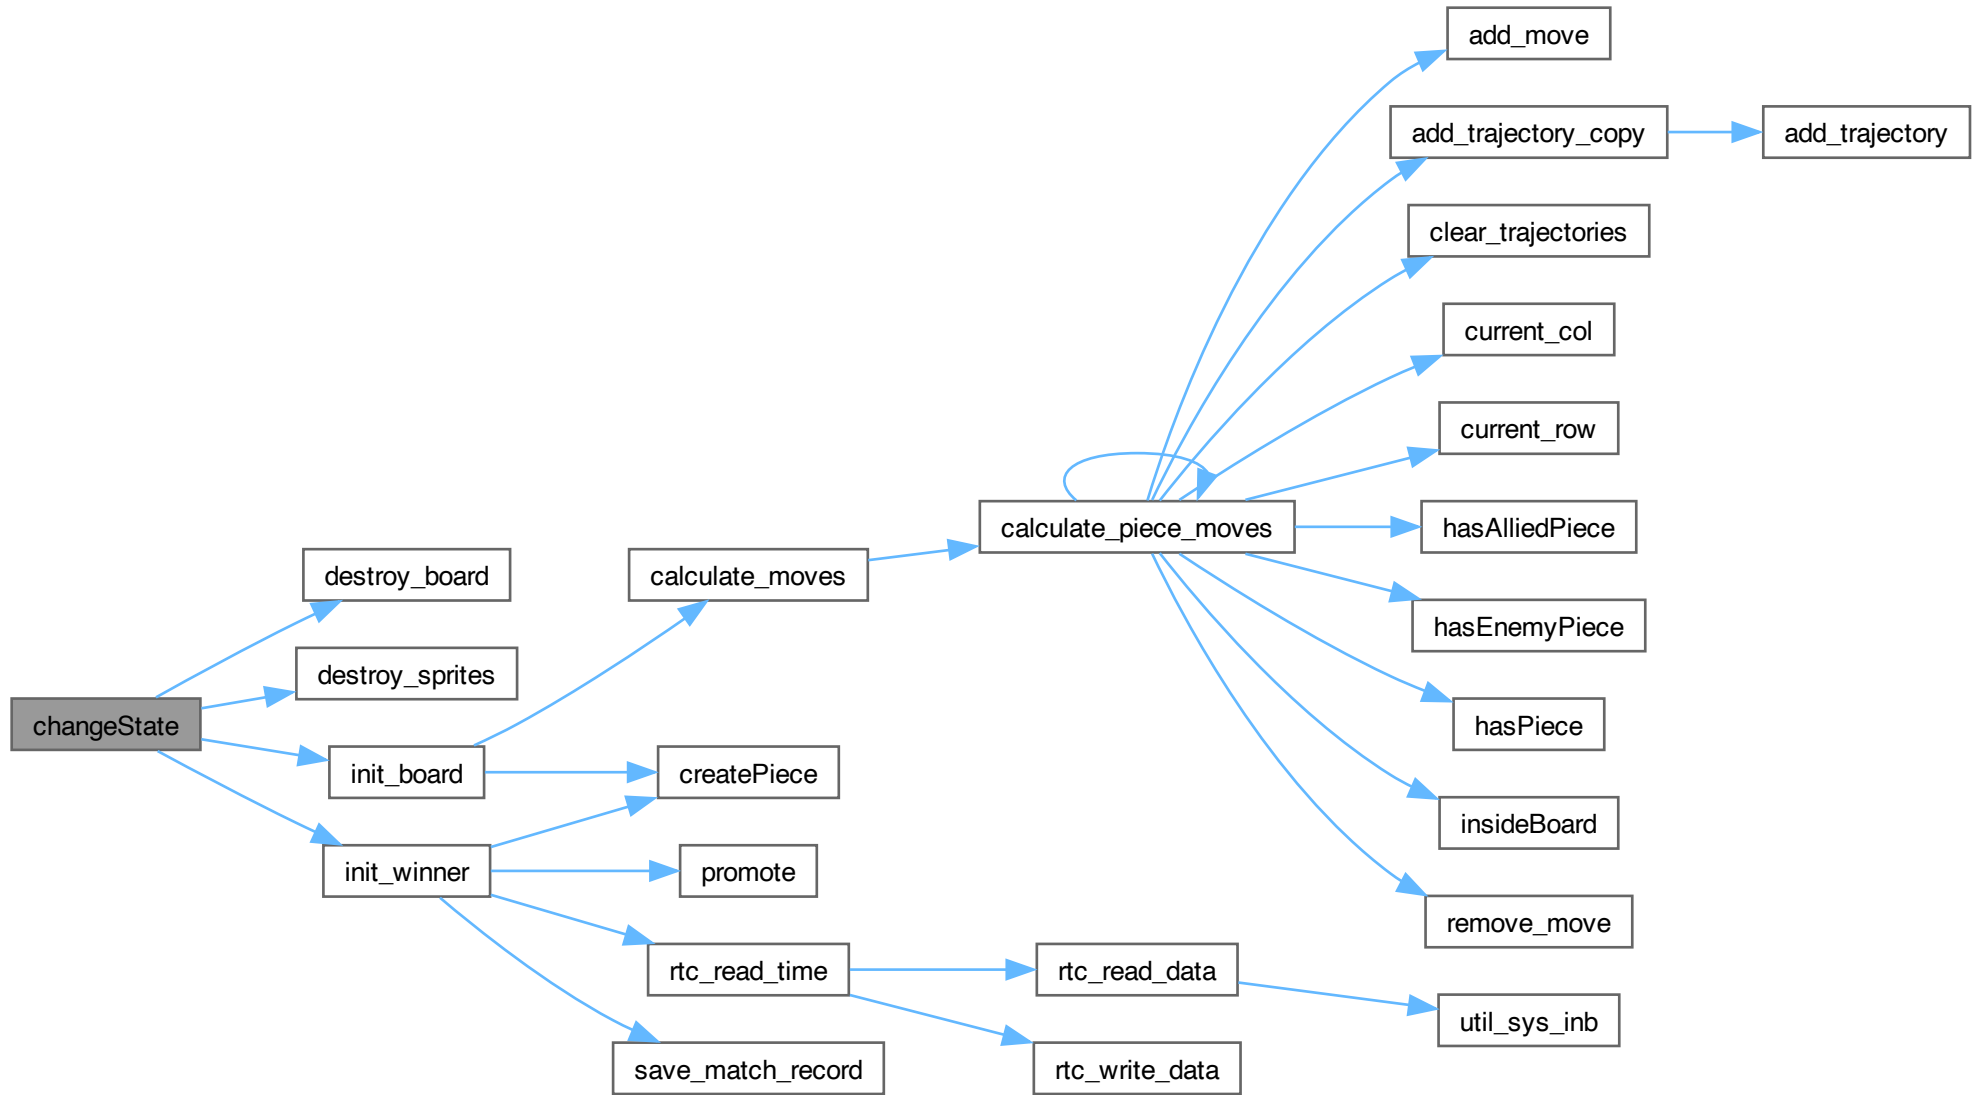 add_move
add_trajectory_copy
add_trajectory
clear_trajectories
current_col
current_row
calculate_piece_moves
hasAlliedPiece
destroy_board
calculate_moves
hasEnemyPiece
destroy_sprites
changeState
hasPiece
init_board
createPiece
insideBoard
init_winner
promote
remove_move
rtc_read_time
rtc_read_data
util_sys_inb
save_match_record
rtc_write_data